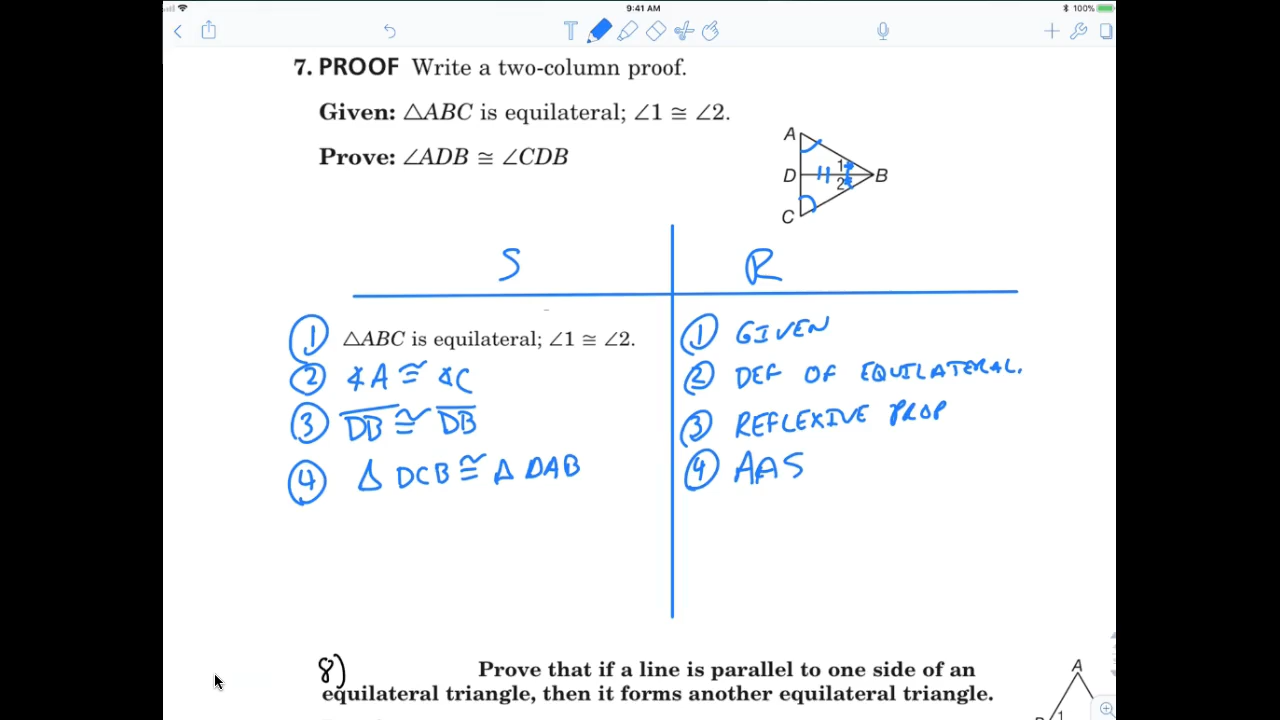 9:41 AM
100%
T
7. PROOF Write a two-column proof.
Given: △ABC is equilateral; ∠1 ≅ ∠2.
Prove: ∠ADB ≅ ∠CDB
A
1
D
B
2
C
S
R
① △ABC is equilateral; ∠1 ≅ ∠2.
① GIVEN
② ∡A ≅ ∡C
② DEF OF EQUILATERAL.
③ DB ≅ DB
③ REFLEXIVE PROP
④ △ DCB ≅ △ DAB
④ AAS
8)
Prove that if a line is parallel to one side of an
equilateral triangle, then it forms another equilateral triangle.
A
1